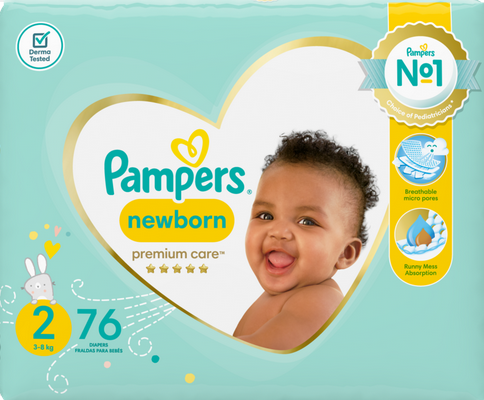 Derma
Tested
Pampers
No1
Choice of Pediatricians*
Breathable
micro pores
Runny Mess
Absorption
Pampers®
newborn
premium care™
2
3-8 kg
76
DIAPERS
FRALDAS PARA BEBÉS